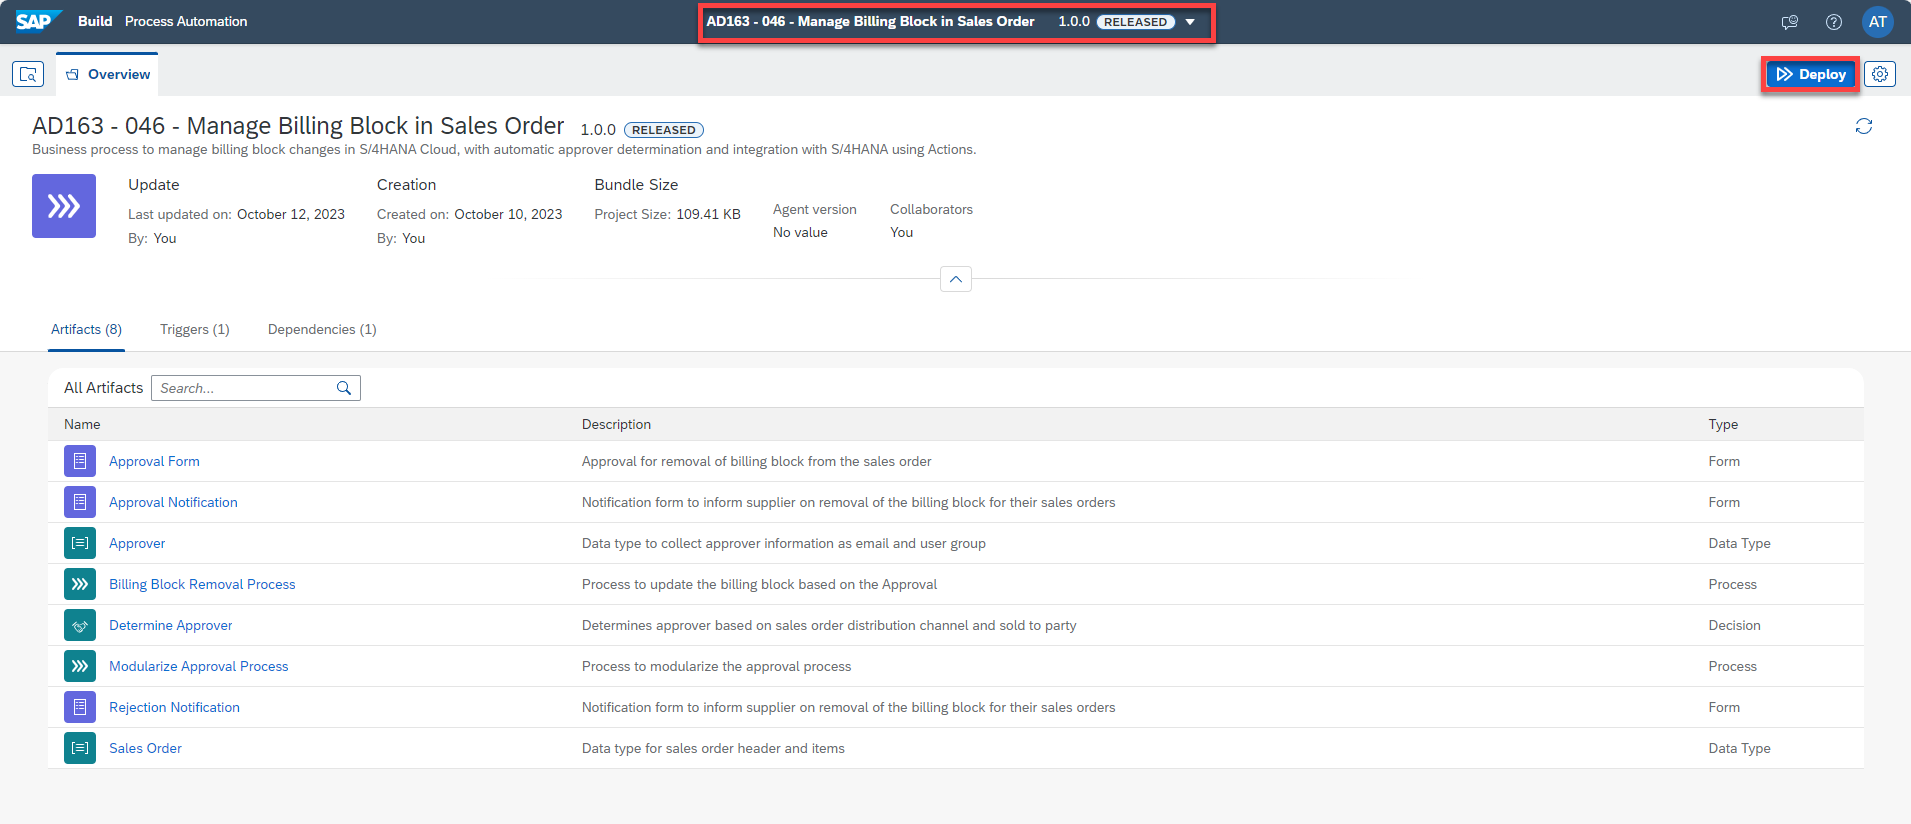 SAP Build Process Automation AD163 - 046 - Manage Billing Block in Sales Order 1.0.0 RELEASED AT
Overview Deploy
AD163 - 046 - Manage Billing Block in Sales Order 1.0.0 RELEASED
Business process to manage billing block changes in S/4HANA Cloud, with automatic approver determination and integration with S/4HANA using Actions.
Update Creation Bundle Size
Last updated on: October 12, 2023 Created on: October 10, 2023 Project Size: 109.41 KB Agent version Collaborators
By: You By: You No value You
Artifacts (8) Triggers (1) Dependencies (1)
All Artifacts Search...
Name Description Type
Approval Form Approval for removal of billing block from the sales order Form
Approval Notification Notification form to inform supplier on removal of the billing block for their sales orders Form
Approver Data type to collect approver information as email and user group Data Type
Billing Block Removal Process Process to update the billing block based on the Approval Process
Determine Approver Determines approver based on sales order distribution channel and sold to party Decision
Modularize Approval Process Process to modularize the approval process Process
Rejection Notification Notification form to inform supplier on removal of the billing block for their sales orders Form
Sales Order Data type for sales order header and items Data Type